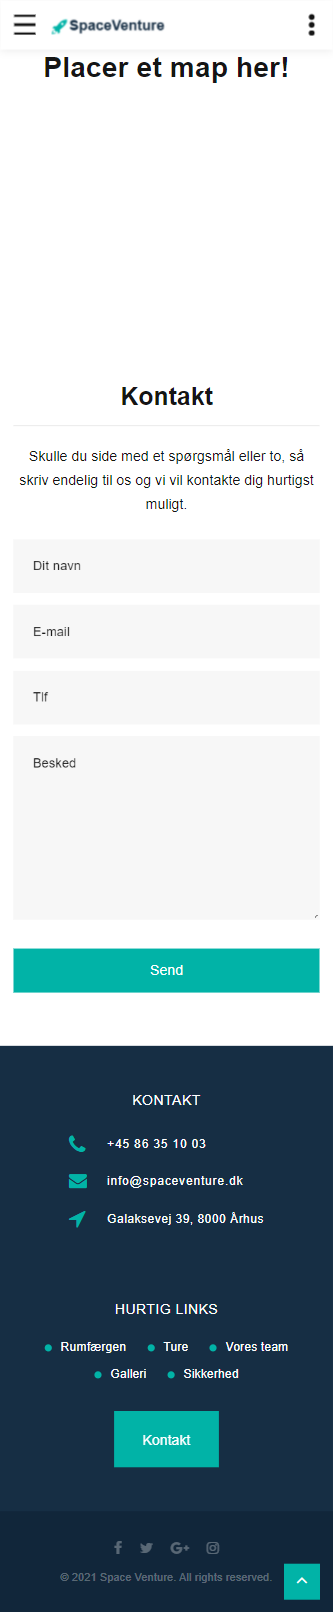 SpaceVenture
Placer et map her!
Kontakt
Skulle du side med et spørgsmål eller to, så
skriv endelig til os og vi vil kontakte dig hurtigst
muligt.
Dit navn
E-mail
Tlf
Besked
Send
KONTAKT
+45 86 35 10 03
info@spaceventure.dk
Galaksevej 39, 8000 Århus
HURTIG LINKS
Rumfærgen Ture Vores team
Galleri Sikkerhed
Kontakt
© 2021 Space Venture. All rights reserved.